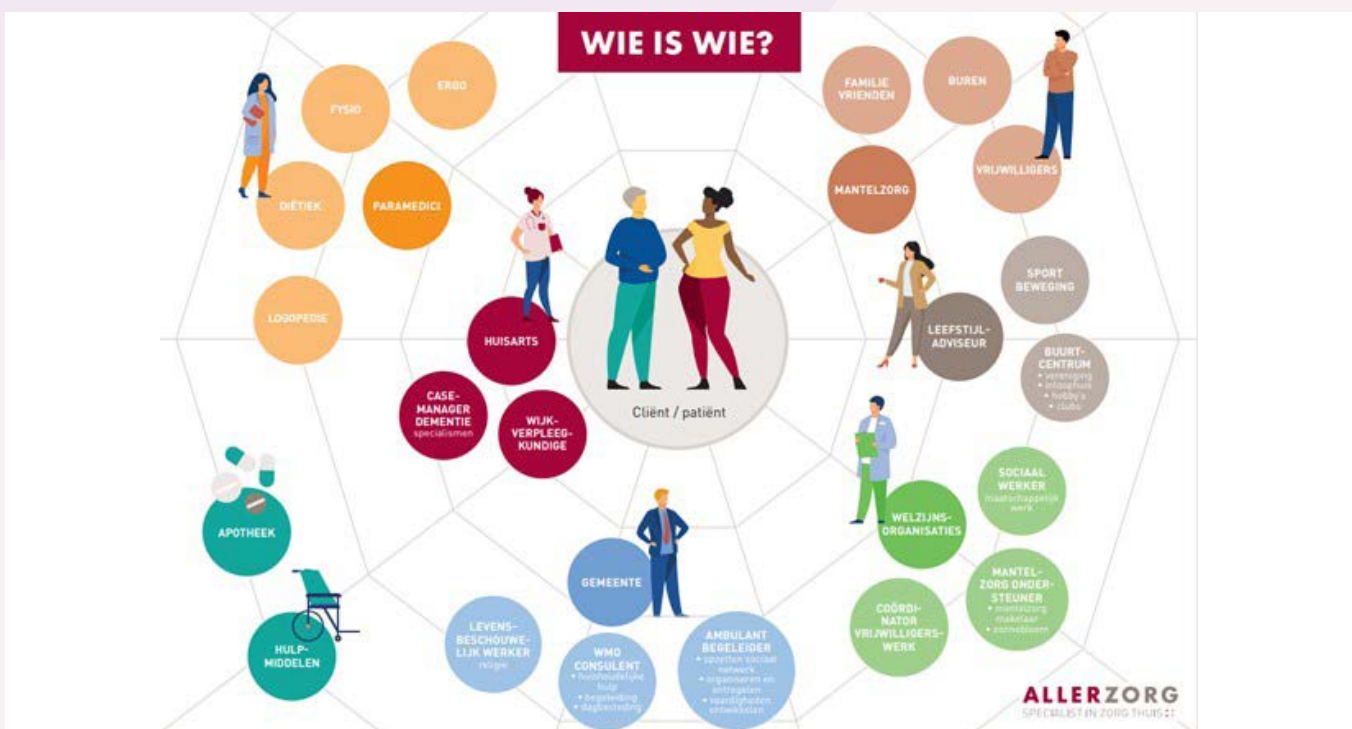 WIE IS WIE?
ERGO
FYSIO
DIËTIEK
PARAMEDICI
LOGOPEDIE
FAMILIE
VRIENDEN
BUREN
VRIJWILLIGERS
MANTELZORG
SPORT
BEWEGING
LEEFSTIJL-
ADVISEUR
BUURT-
CENTRUM
• vereniging
• hobby's
• clubs
HUISARTS
CASE-
MANAGER
DEMENTIE
specialismen
WIJK-
VERPLEEG-
KUNDIGE
Cliënt / patiënt
SOCIAAL
WERKER
maatschappelijk
werk
WELZIJNS-
ORGANISATIES
MANTEL-
ZORG ONDER-
STEUNER
• mantelzorg
makelaar
• zonnebloem
COÖRDI-
NATOR
VRIJWILLIGERS-
WERK
APOTHEEK
HULP-
MIDDELEN
GEMEENTE
LEVENS-
BESCHOUWE-
LIJK WERKER
religie
WMO
CONSULENT
• huishoudelijke
hulp
• begeleiding
• dagbesteding
AMBULANT
BEGELEIDER
• opzetten sociaal
netwerk
• organiseren en
ontregelen
• vaardigheden
ontwikkelen
ALLERZORG
SPECIALIST IN ZORG THUIS